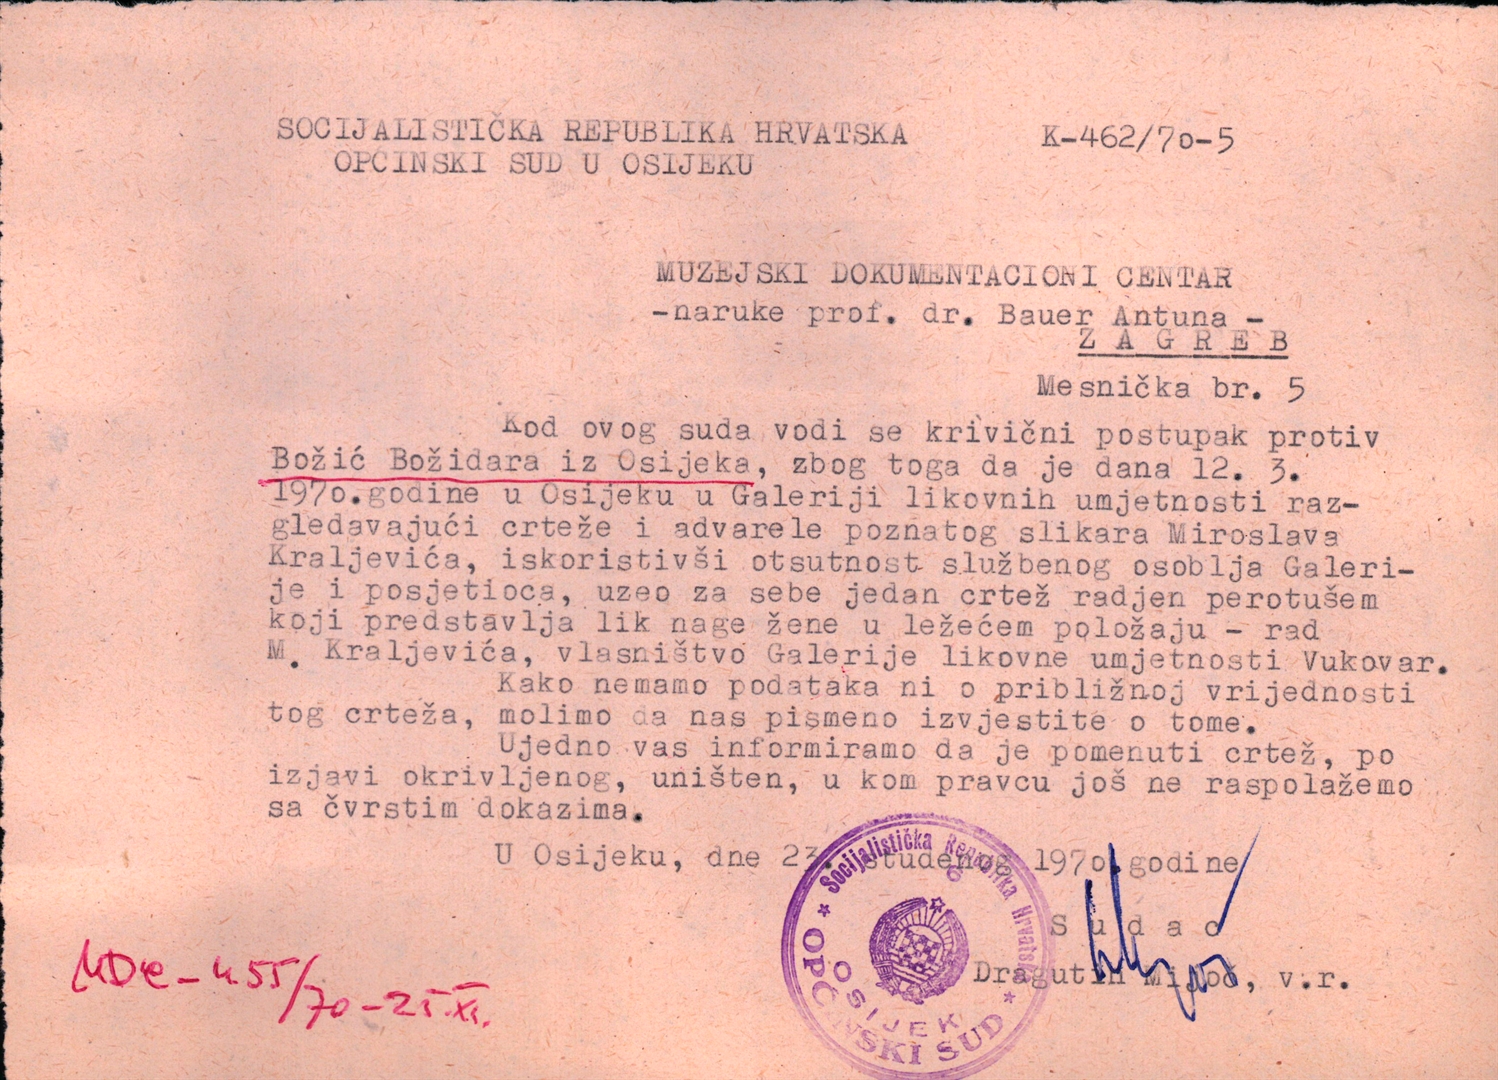 SOCIJALISTIČKA REPUBLIKA HRVATSKA
K-462/7o-5
OPĆINSKI SUD U OSIJEKU
MUZEJSKI DOKUMENTACIONI CENTAR
-naruke prof. dr. Bauer Antuna -
Z A G R E B
Mesnička br. 5
Kod ovog suda vodi se krivični postupak protiv
Božić Božidara iz Osijeka, zbog toga da je dana 12. 3.
197o.godine u Osijeku u Galeriji likovnih umjetnosti raz-
gledavajući crteže i advarele poznatog slikara Miroslava
Kraljevića, iskoristivši otsutnost službenog osoblja Galeri-
je i posjetioca, uzeo za sebe jedan crtež radjen perotušem
koji predstavlja lik nage žene u ležećem položaju - rad
M. Kraljevića, vlasništvo Galerije likovne umjetnosti Vukovar.
Kako nemamo podataka ni o približnoj vrijednosti
tog crteža, molimo da nas pismeno izvjestite o tome.
Ujedno vas informiramo da je pomenuti crtež, po
izjavi okrivljenog, uništen, u kom pravcu još ne raspolažemo
sa čvrstim dokazima.
U Osijeku, dne 23. studenog 197o.godine
S u d a c
Dragutin, v.r.
Socijalistička Republika Hrvatska
OPĆINSKI SUD
OSIJEK
MDC-455/70-25.XI.